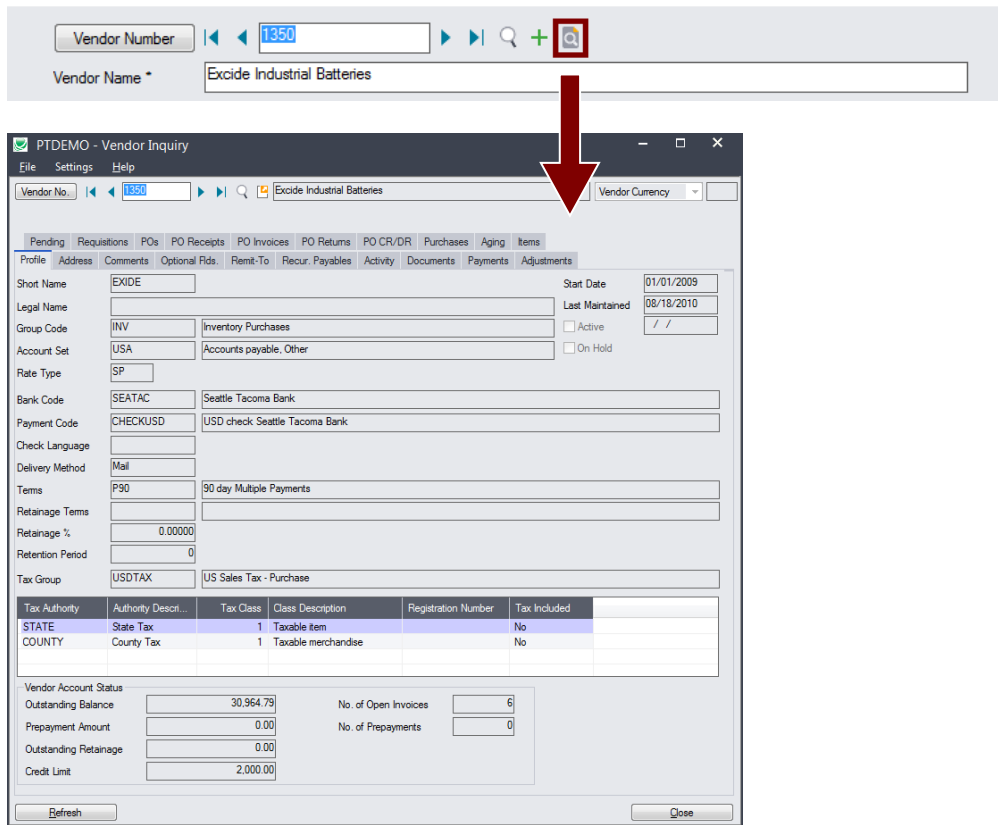 Vendor Number 1350
Vendor Name * Excide Industrial Batteries
PTDEMO - Vendor Inquiry
File Settings Help
Vendor No. 1350 Excide Industrial Batteries Vendor Currency
Pending Requisitions POs PO Receipts PO Invoices PO Returns PO CR/DR Purchases Aging Items
Profile Address Comments Optional Flds. Remit-To Recur. Payables Activity Documents Payments Adjustments
Short Name EXIDE Start Date 01/01/2009
Legal Name Last Maintained 08/18/2010
Group Code INV Inventory Purchases Active / /
Account Set USA Accounts payable, Other On Hold
Rate Type SP
Bank Code SEATAC Seattle Tacoma Bank
Payment Code CHECKUSD USD check Seattle Tacoma Bank
Check Language
Delivery Method Mail
Terms P90 90 day Multiple Payments
Retainage Terms
Retainage % 0.00000
Retention Period 0
Tax Group USDTAX US Sales Tax - Purchase
Tax Authority Authority Descri... Tax Class Class Description Registration Number Tax Included
STATE State Tax 1 Taxable item No
COUNTY County Tax 1 Taxable merchandise No
Vendor Account Status
Outstanding Balance 30,964.79 No. of Open Invoices 6
Prepayment Amount 0.00 No. of Prepayments 0
Outstanding Retainage 0.00
Credit Limit 2,000.00
Refresh Close